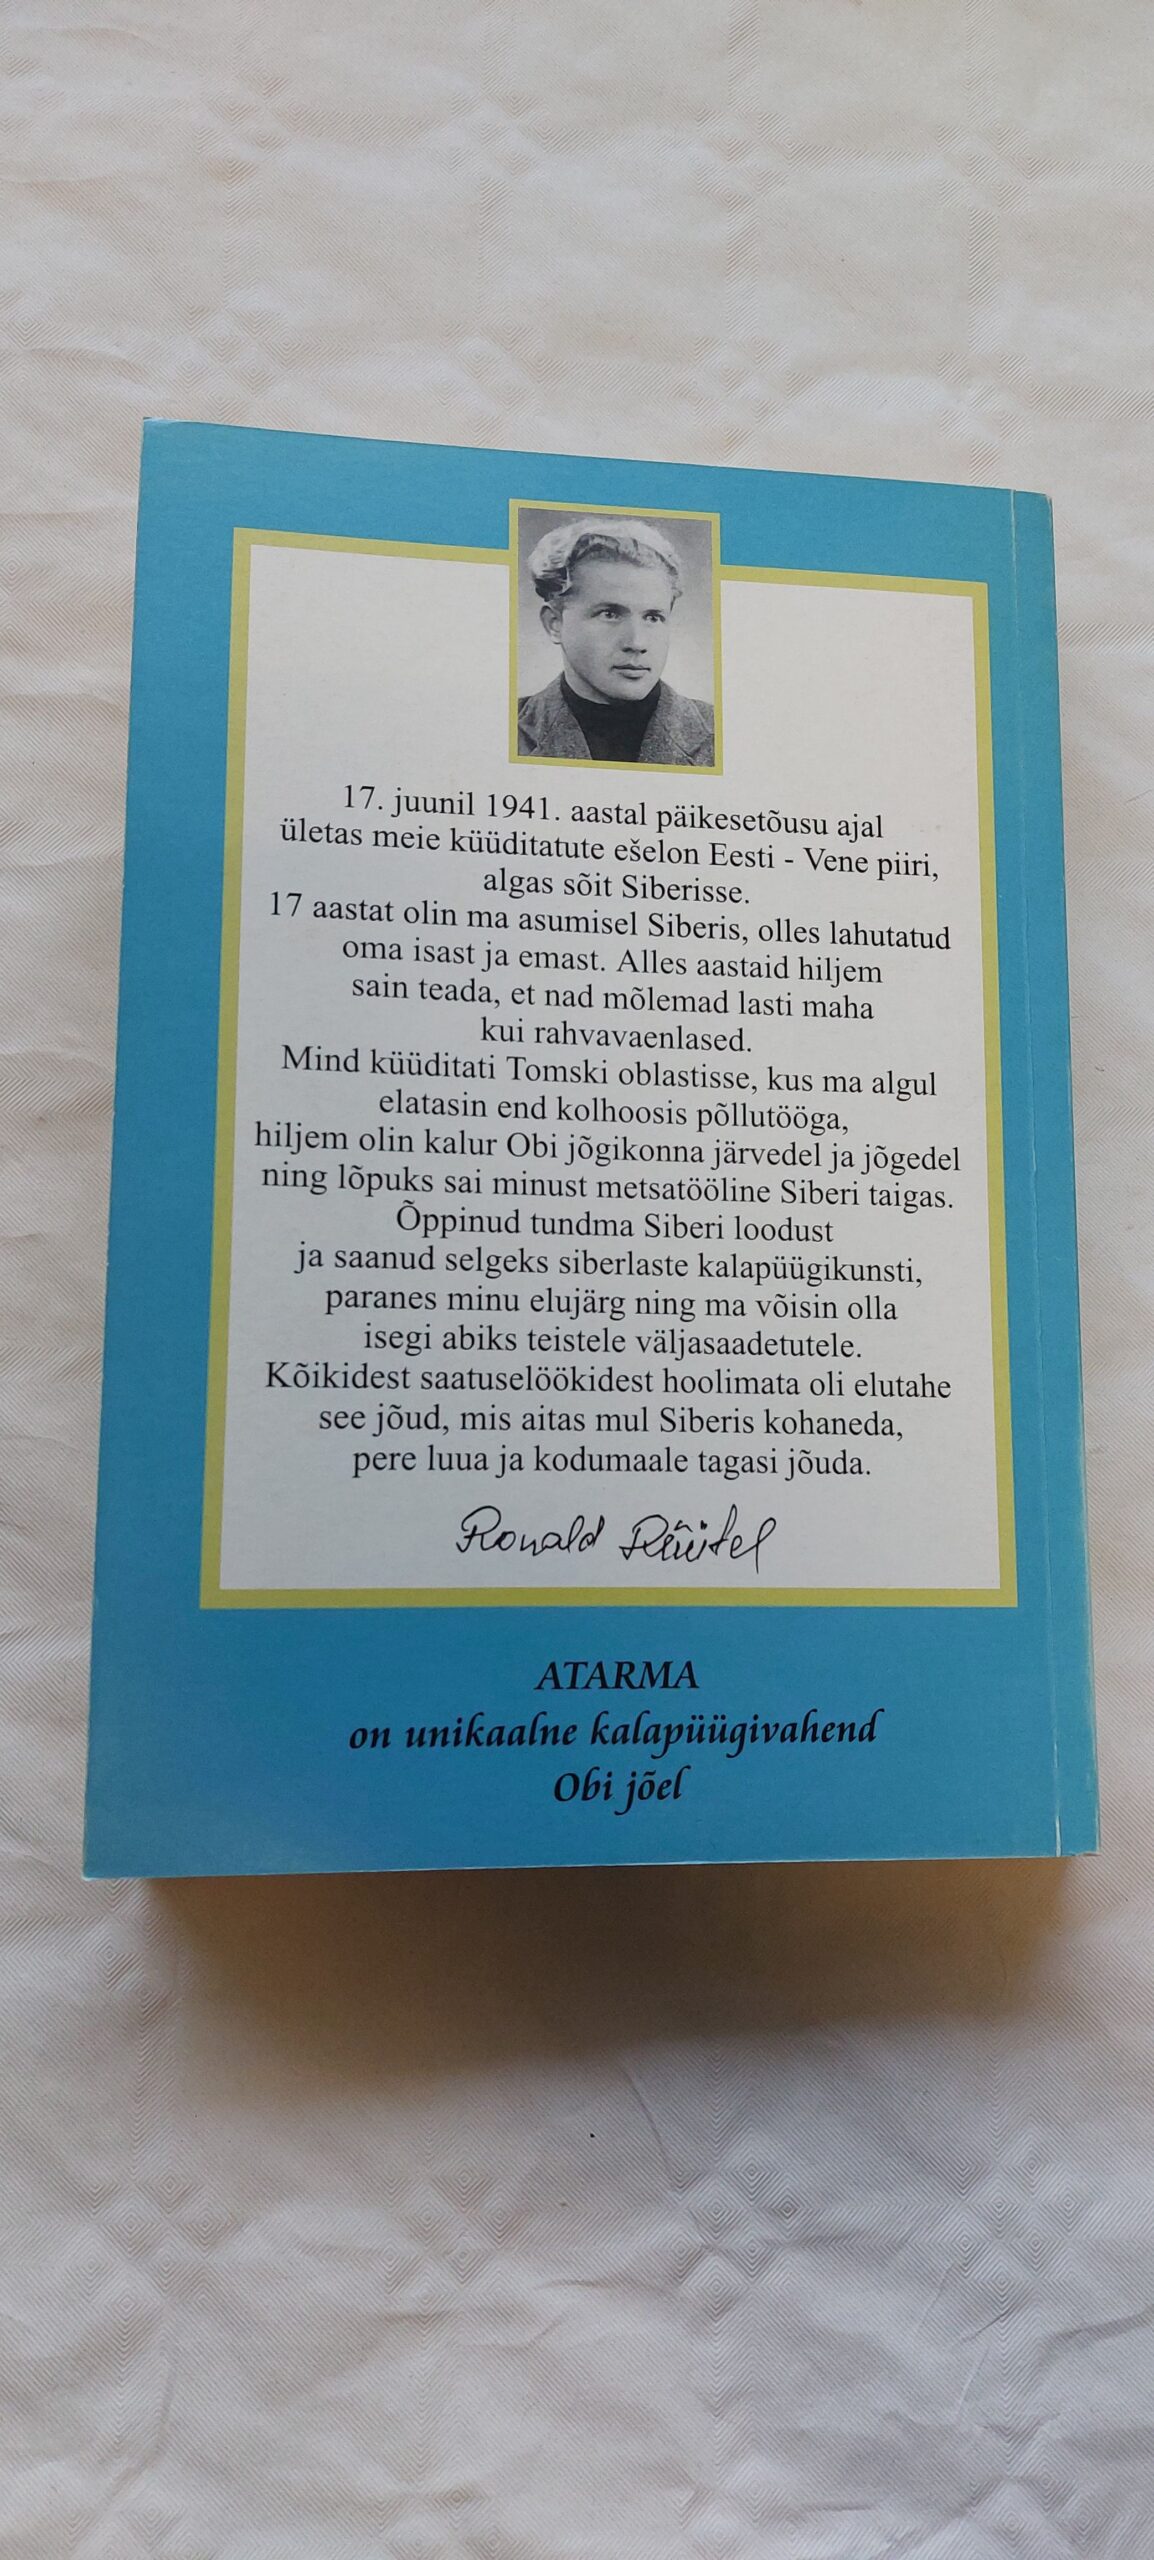 17. juunil 1941. aastal päikesetõusu ajal
ületas meie küüditatute ešelon Eesti - Vene piiri,
algas sõit Siberisse.
17 aastat olin ma asumisel Siberis, olles lahutatud
oma isast ja emast. Alles aastaid hiljem
sain teada, et nad mõlemad lasti maha
kui rahvavaenlased.
Mind küüditati Tomski oblastisse, kus ma algul
elatasin end kolhoosis põllutööga,
hiljem olin kalur Obi jõgikonna järvedel ja jõgedel
ning lõpuks sai minust metsatööline Siberi taigas.
Õppinud tundma Siberi loodust
ja saanud selgeks siberlaste kalapüügikunsti,
paranes minu elujärg ning ma võisin olla
isegi abiks teistele väljasaadetutele.
Kõikidest saatuselöökidest hoolimata oli elutahe
see jõud, mis aitas mul Siberis kohaneda,
pere luua ja kodumaale tagasi jõuda.
Ronald Rüütel
ATARMA
on unikaalne kalapüügivahend
Obi jõel